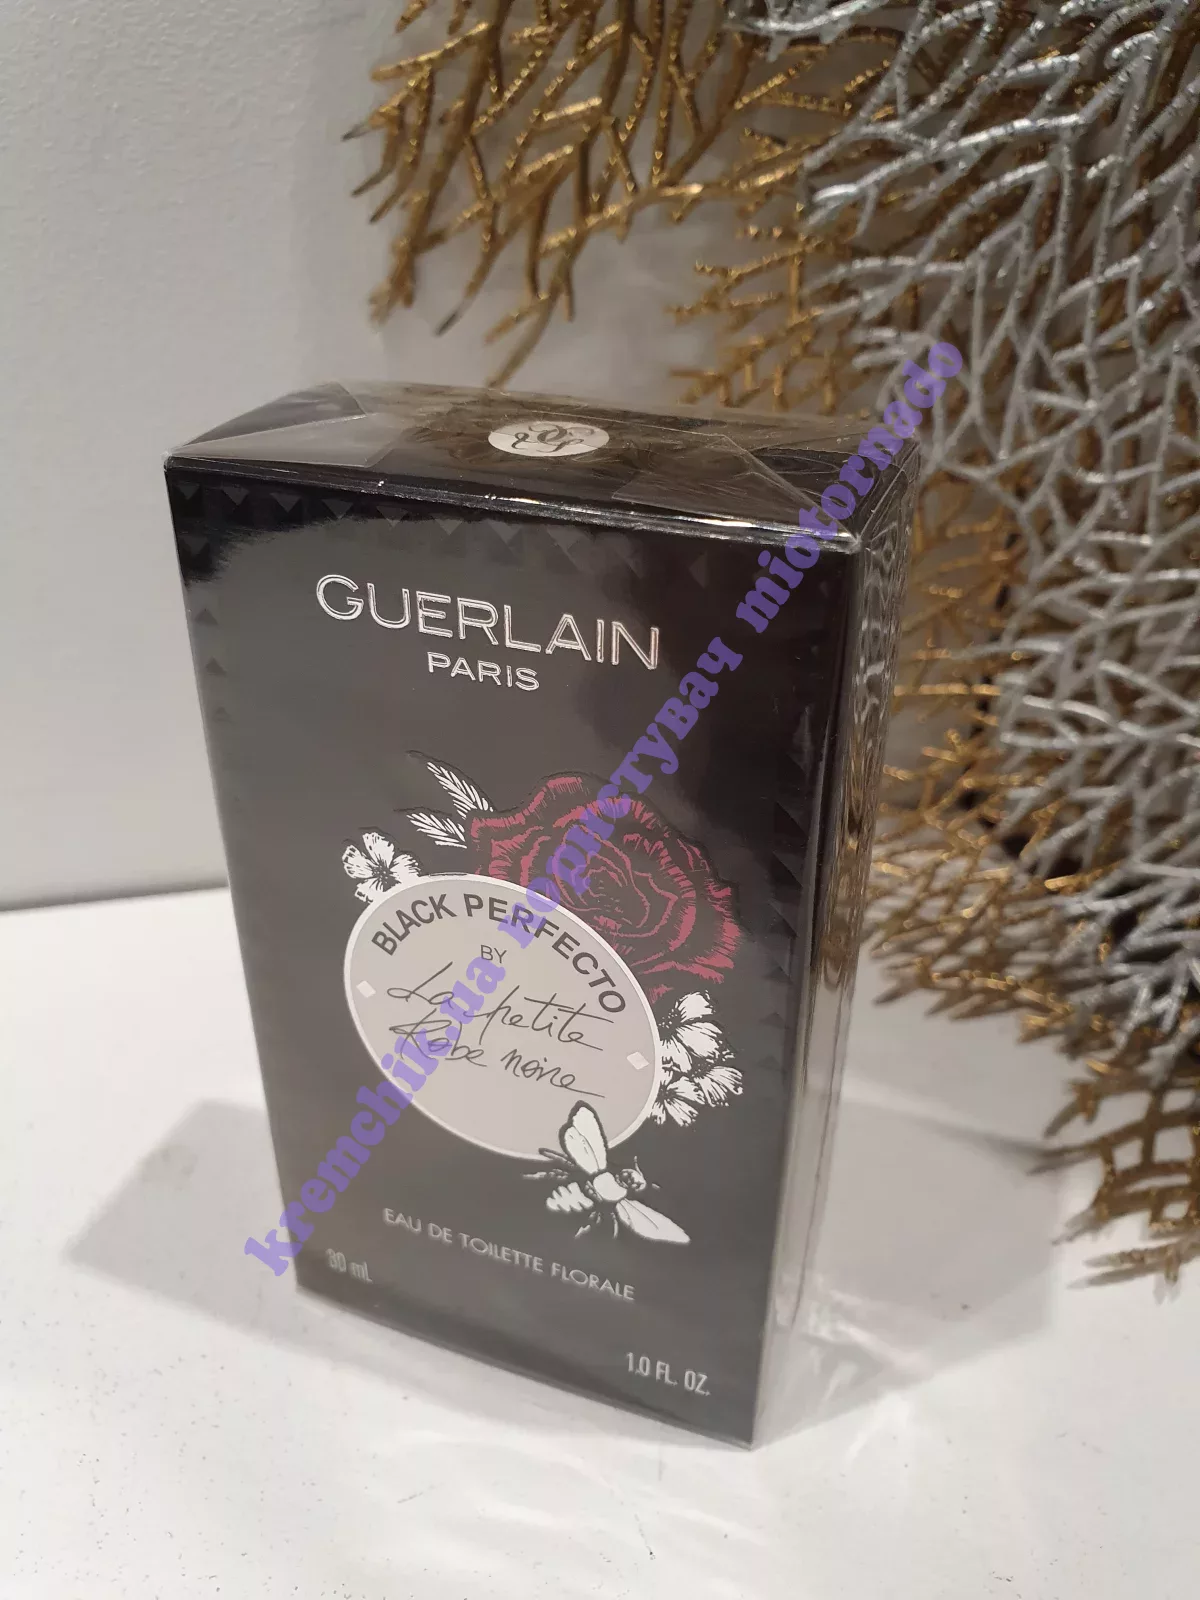 GUERLAIN
PARIS
BLACK PERFECTO
BY
La petite
Robe noire
EAU DE TOILETTE FLORALE
30 mL
1.0 FL. OZ.
kremchik.ua користувач miotornado